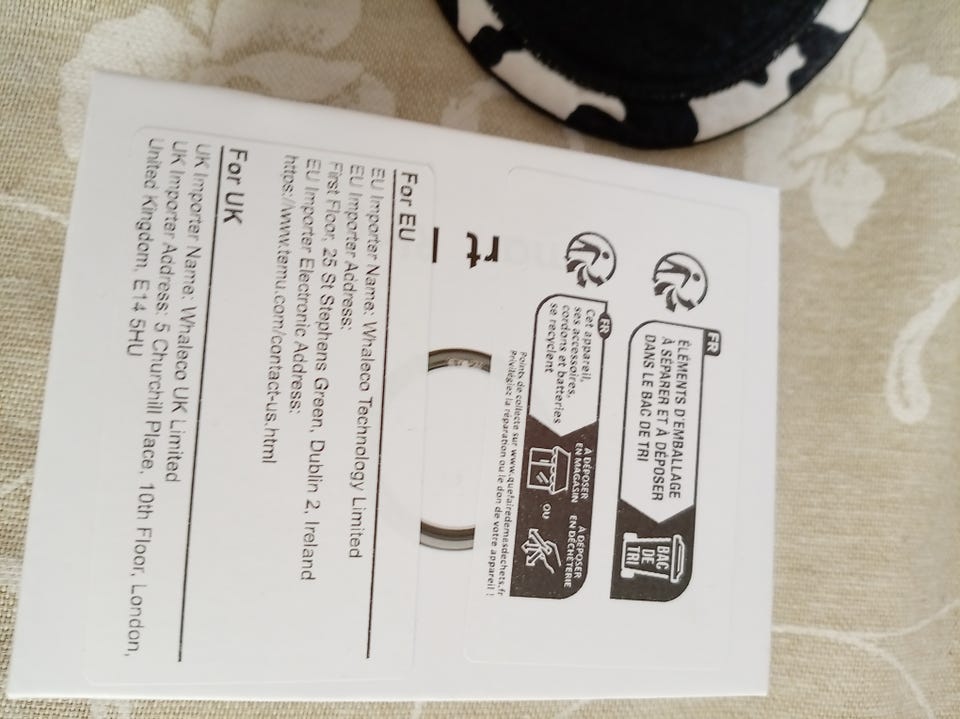 FR
ÉLÉMENTS D'EMBALLAGE
À SÉPARER ET À DÉPOSER
DANS LE BAC DE TRI
BAC
DE
TRI
FR
Cet appareil,
ses accessoires,
cordons et batteries
se recyclent
À DÉPOSER
EN MAGASIN
OU
À DÉPOSER
EN DÉCHÈTERIE
Points de collecte sur www.quefairedemesdechets.fr
Privilégiez la réparation ou le don de votre appareil !
rt
For EU
EU Importer Name: Whaleco Technology Limited
EU Importer Address:
First Floor, 25 St Stephens Green, Dublin 2, Ireland
EU Importer Electronic Address:
https://www.temu.com/contact-us.html
For UK
UK Importer Name: Whaleco UK Limited
UK Importer Address: 5 Churchill Place, 10th Floor, London,
United Kingdom, E14 5HU